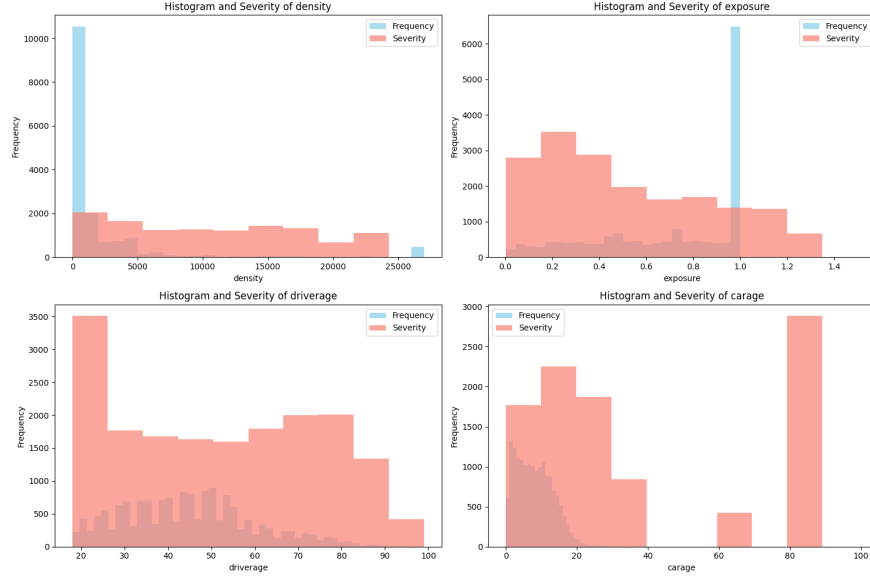 Histogram and Severity of density
Frequency
Severity
10000
8000
6000
4000
2000
0
Frequency
0
5000
10000
15000
20000
25000
density
Histogram and Severity of exposure
Frequency
Severity
6000
5000
4000
3000
2000
1000
0
Frequency
0.0
0.2
0.4
0.6
0.8
1.0
1.2
1.4
exposure
Histogram and Severity of driverage
Frequency
Severity
3500
3000
2500
2000
1500
1000
500
0
Frequency
20
30
40
50
60
70
80
90
100
driverage
Histogram and Severity of carage
Frequency
Severity
3000
2500
2000
1500
1000
500
0
Frequency
0
20
40
60
80
100
carage